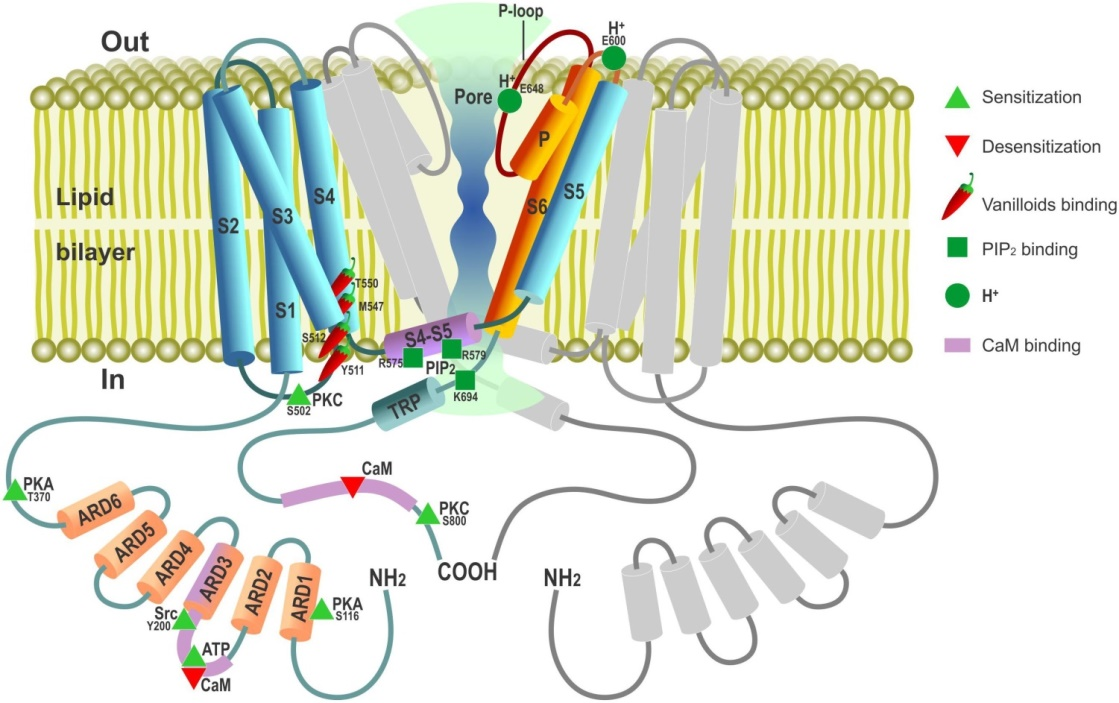 P-loop
Out
H⁺
E600
S2
S4
H⁺
E648
Pore
P
Sensitization
Desensitization
Vanilloids binding
PIP₂ binding
H⁺
CaM binding
Lipid
bilayer
S3
S1
S6
S5
T550
M547
S512
Y511
S4-S5
R575
PIP₂
R579
K694
In
PKC
S502
TRP
CaM
PKC
S800
COOH
PKA
T370
ARD6
ARD5
ARD4
ARD3
ARD2
ARD1
NH₂
NH₂
Src
Y200
PKA
S116
ATP
CaM